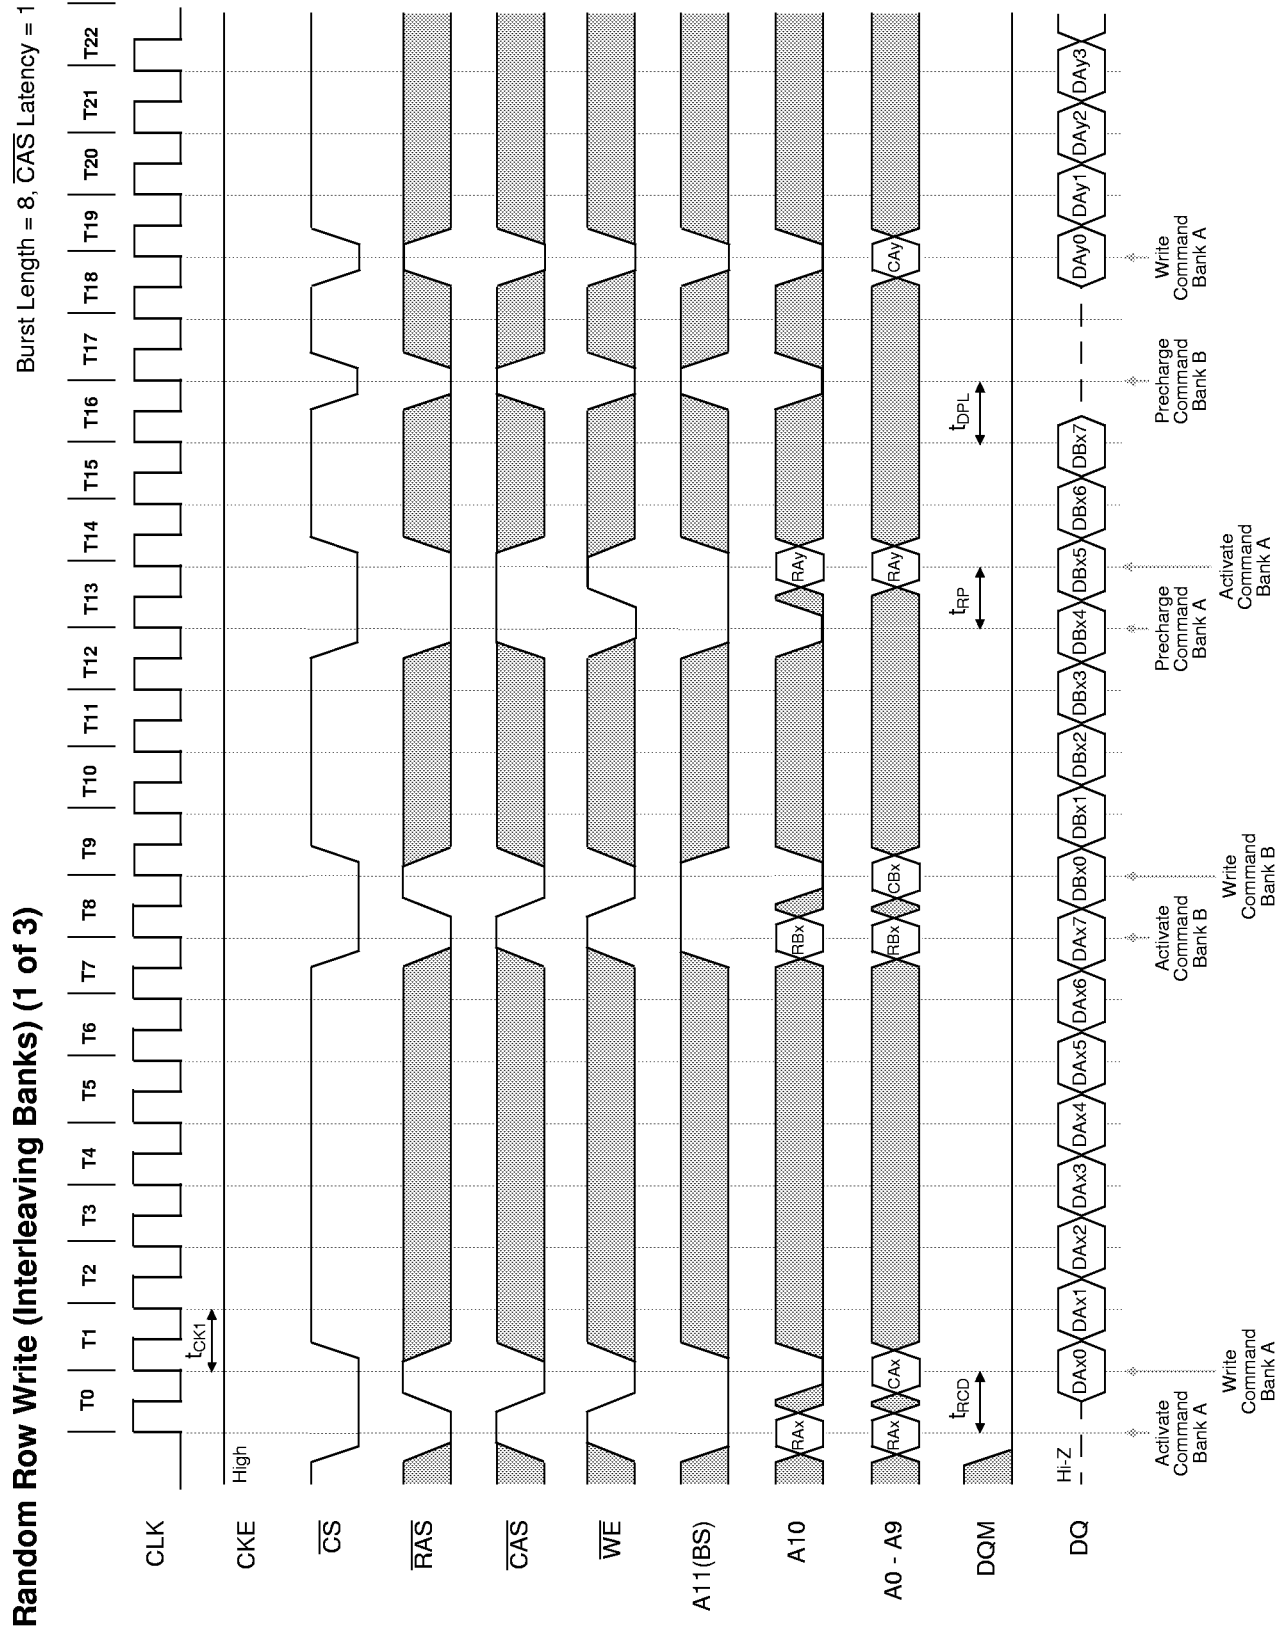 Random Row Write (Interleaving Banks) (1 of 3)
Burst Length = 8, CAS Latency = 1
T0 T1 T2 T3 T4 T5 T6 T7 T8 T9 T10 T11 T12 T13 T14 T15 T16 T17 T18 T19 T20 T21 T22
CLK
tCK1
CKE
High
CS
RAS
CAS
WE
A11(BS)
A10
RAx RBx RAy
A0 - A9
RAx CAx RBx CBx RAy CAy
DQM
tRCD tRP tDPL
DQ
Hi-Z
DAx0 DAx1 DAx2 DAx3 DAx4 DAx5 DAx6 DAx7 DBx0 DBx1 DBx2 DBx3 DBx4 DBx5 DBx6 DBx7 DAy0 DAy1 DAy2 DAy3
Activate
Command
Bank A
Write
Command
Bank A
Activate
Command
Bank B
Write
Command
Bank B
Precharge
Command
Bank A
Activate
Command
Bank A
Precharge
Command
Bank B
Write
Command
Bank A